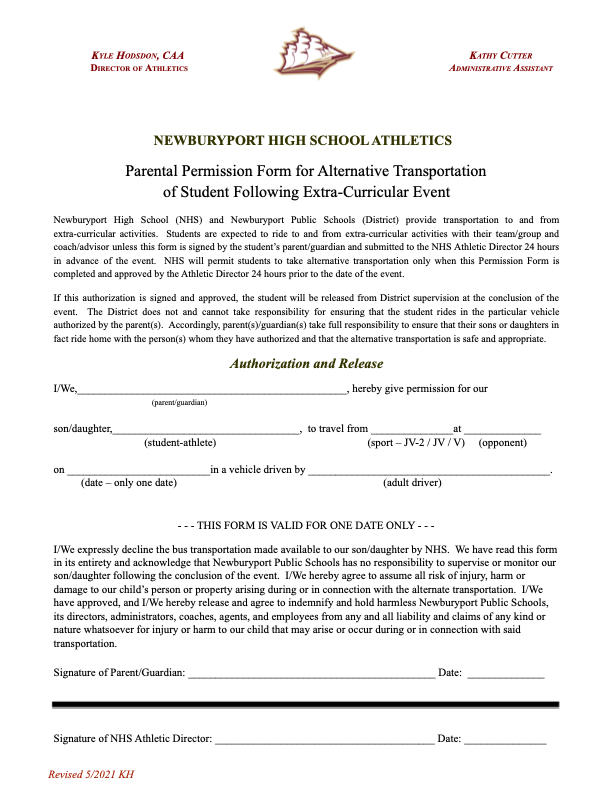 KYLE HODSDON, CAA
DIRECTOR OF ATHLETICS
KATHY CUTTER
ADMINISTRATIVE ASSISTANT
NEWBURYPORT HIGH SCHOOL ATHLETICS
Parental Permission Form for Alternative Transportation
of Student Following Extra-Curricular Event
Newburyport High School (NHS) and Newburyport Public Schools (District) provide transportation to and from
extra-curricular activities. Students are expected to ride to and from extra-curricular activities with their team/group and
coach/advisor unless this form is signed by the student's parent/guardian and submitted to the NHS Athletic Director 24 hours
in advance of the event. NHS will permit students to take alternative transportation only when this Permission Form is
completed and approved by the Athletic Director 24 hours prior to the date of the event.
If this authorization is signed and approved, the student will be released from District supervision at the conclusion of the
event. The District does not and cannot take responsibility for ensuring that the student rides in the particular vehicle
authorized by the parent(s). Accordingly, parent(s)/guardian(s) take full responsibility to ensure that their sons or daughters in
fact ride home with the person(s) whom they have authorized and that the alternative transportation is safe and appropriate.
Authorization and Release
I/We,_________________________________________________, hereby give permission for our
(parent/guardian)
son/daughter,__________________________________, to travel from _______________at ______________
(student-athlete) (sport – JV-2 / JV / V) (opponent)
on __________________________in a vehicle driven by ____________________________________________.
(date – only one date) (adult driver)
- - - THIS FORM IS VALID FOR ONE DATE ONLY - - -
I/We expressly decline the bus transportation made available to our son/daughter by NHS. We have read this form
in its entirety and acknowledge that Newburyport Public Schools has no responsibility to supervise or monitor our
son/daughter following the conclusion of the event. I/We hereby agree to assume all risk of injury, harm or
damage to our child's person or property arising during or in connection with the alternate transportation. I/We
have approved, and I/We hereby release and agree to indemnify and hold harmless Newburyport Public Schools,
its directors, administrators, coaches, agents, and employees from any and all liability and claims of any kind or
nature whatsoever for injury or harm to our child that may arise or occur during or in connection with said
transportation.
Signature of Parent/Guardian: _____________________________________________ Date: ______________
Signature of NHS Athletic Director: ________________________________________ Date: _______________
Revised 5/2021 KH